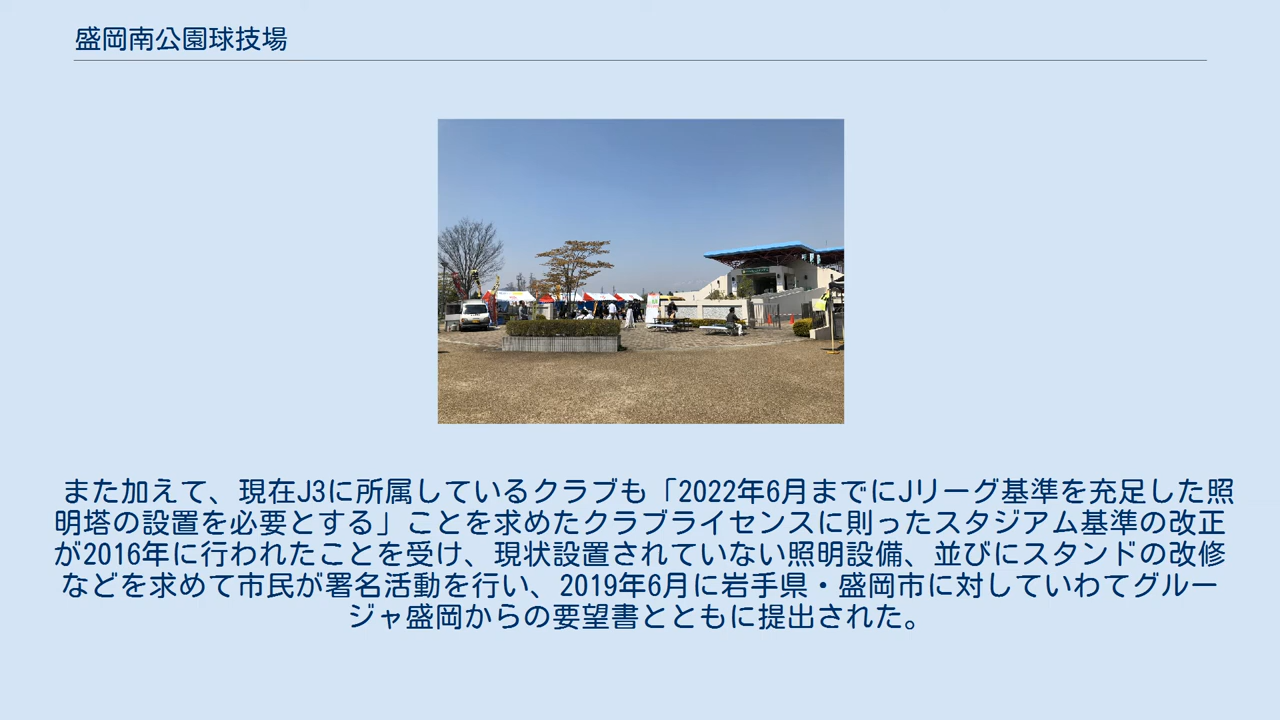 盛岡南公園球技場
また加えて、現在J3に所属しているクラブも「2022年6月までにJリーグ基準を充足した照
明塔の設置を必要とする」ことを求めたクラブライセンスに則ったスタジアム基準の改正
が2016年に行われたことを受け、現状設置されていない照明設備、並びにスタンドの改修
などを求めて市民が署名活動を行い、2019年6月に岩手県・盛岡市に対していわてグルー
ジャ盛岡からの要望書とともに提出された。